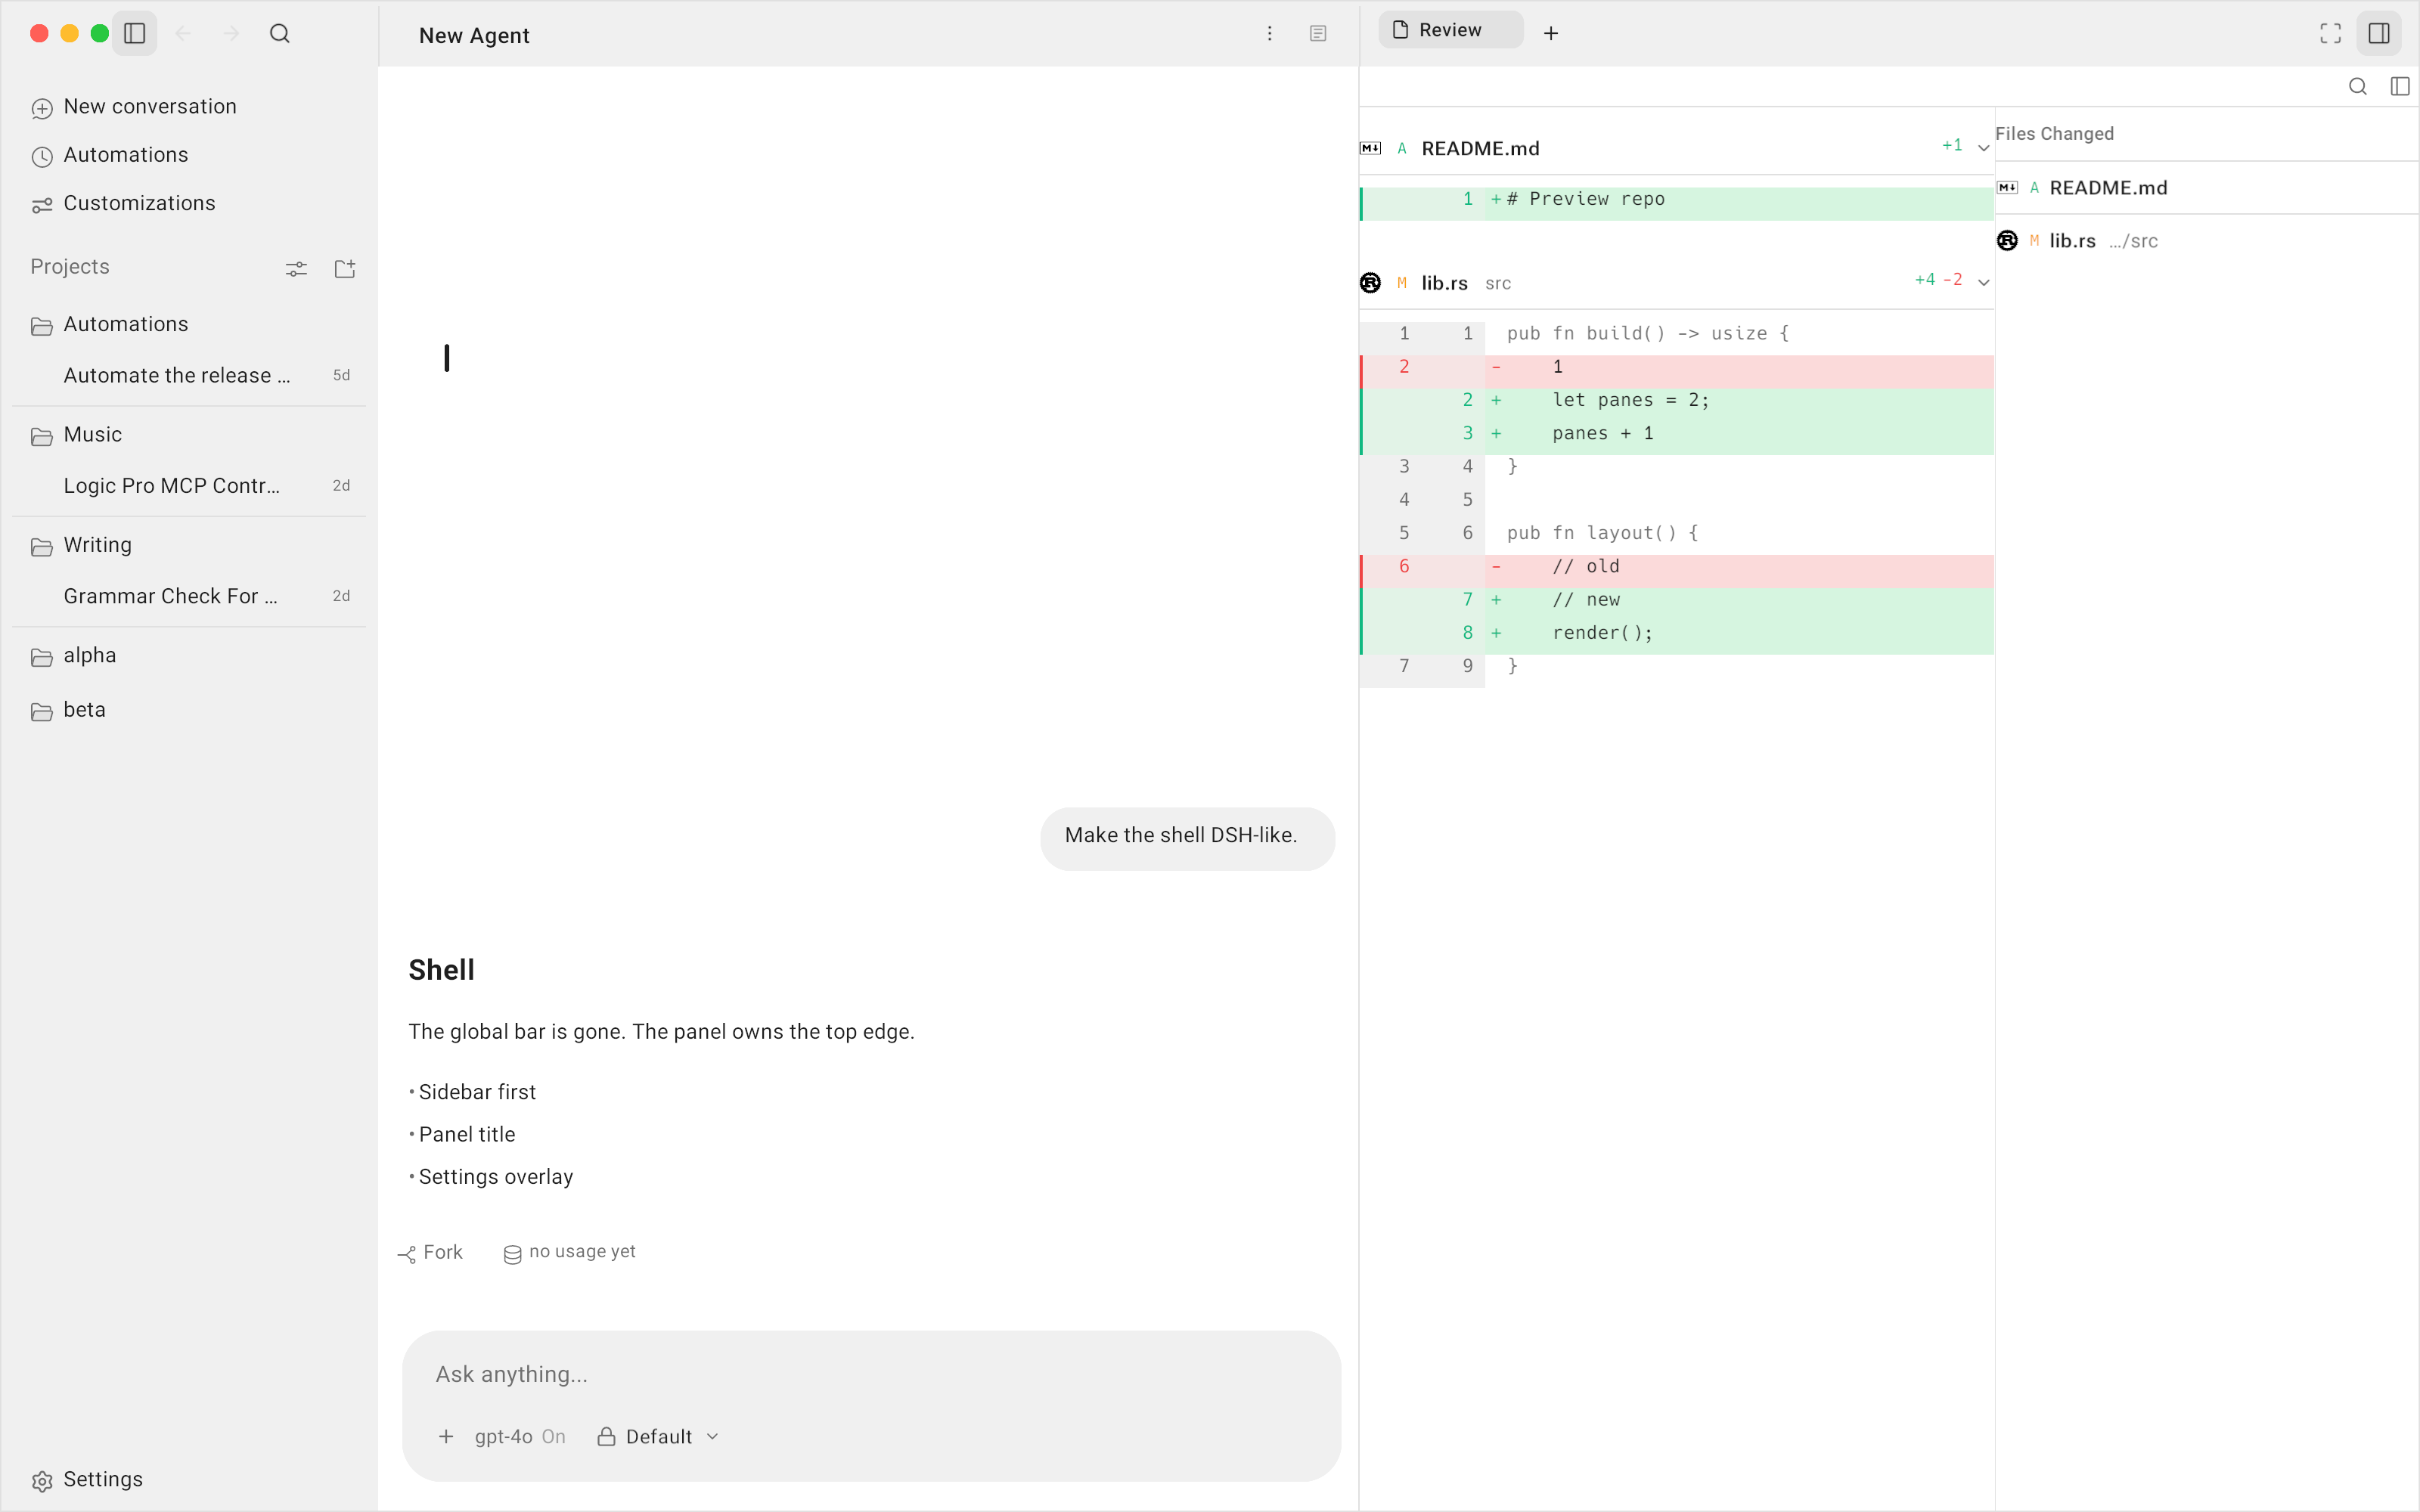 New Agent
Review
New conversation
Automations
Customizations
Projects
Automations
Automate the release ... 5d
Music
Logic Pro MCP Contr... 2d
Writing
Grammar Check For ... 2d
alpha
beta
Settings
Make the shell DSH-like.
Shell
The global bar is gone. The panel owns the top edge.
• Sidebar first
• Panel title
• Settings overlay
Fork no usage yet
Ask anything...
+ gpt-4o On Default
M↓ A README.md +1
1 + # Preview repo
R M lib.rs src +4 -2
1 1 pub fn build() -> usize {
2 - 1
2 + let panes = 2;
3 + panes + 1
3 4 }
4 5
5 6 pub fn layout() {
6 - // old
7 + // new
8 + render();
7 9 }
Files Changed
M↓ A README.md
R M lib.rs .../src